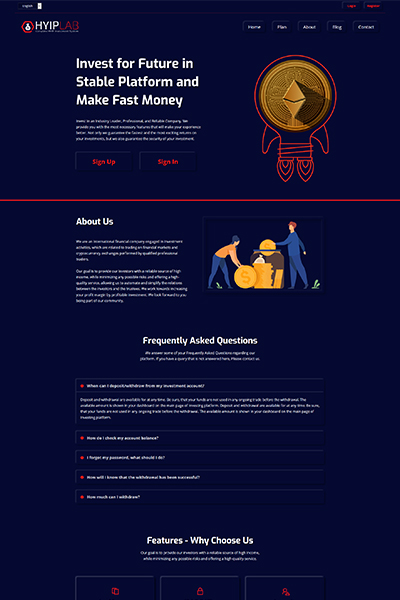 English
Login
Register
HYIPLAB
Home
Plan
About
Blog
Contact
Invest for Future in
Stable Platform and
Make Fast Money
Invest in an Industry Leader, Professional, and Reliable Company. We
provide you with the most necessary features that will make your experience
better. Not only we guarantee the fastest and the most exciting returns on
your investments, but we also guarantee the security of your investment.
Sign Up
Sign In
About Us
We are an international financial company engaged in investment
activities, which are related to trading on financial markets and
cryptocurrency exchanges performed by qualified professional
traders.
Our goal is to provide our investors with a reliable source of high
income, while minimizing any possible risks and offering a high-
quality service, allowing us to automate and simplify the relations
between the investors and the trustees. We work towards increasing
your profit margin by profitable investment. We look forward to you
being part of our community.
Frequently Asked Questions
We answer some of your Frequently Asked Questions regarding our
platform. If you have a query that is not answered here, Please contact us.
When can I deposit/withdraw from my Investment account?
Deposit and withdrawal are available for at any time. Be sure, that your funds are not used in any ongoing trade before the withdrawal. The
available amount is shown in your dashboard on the main page of Investing platform. Deposit and withdrawal are available for at any time. Be sure,
that your funds are not used in any ongoing trade before the withdrawal. The available amount is shown in your dashboard on the main page of
Investing platform.
How do I check my account balance?
I forgot my password, what should I do?
How will I know that the withdrawal has been successful?
How much can I withdraw?
Features - Why Choose Us
Our goal is to provide our investors with a reliable source of high income,
while minimizing any possible risks and offering a high-quality service.